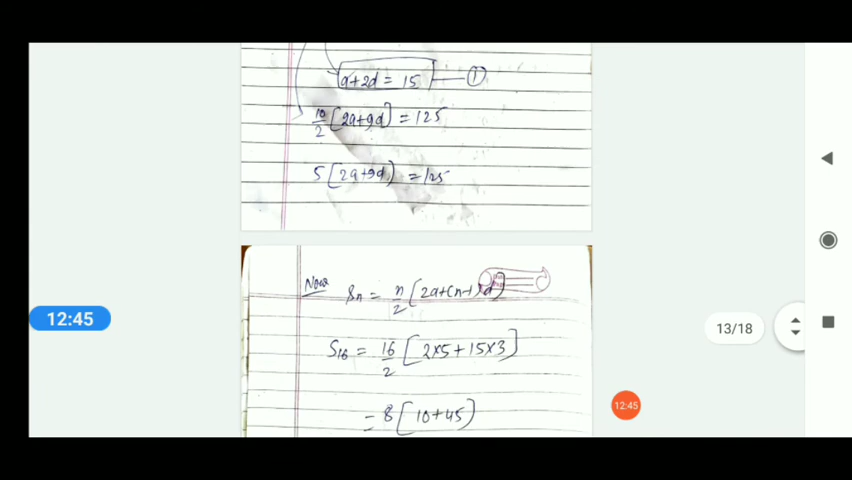 a+2d = 15 — ①
10/2 [2a+9d] = 125
5 [2a+9d] = 125
Now Sn = n/2 [2a+(n-1)d]
S16 = 16/2 [2×5+15×3]
= 8 [10+45]
12:45
13/18
12:45